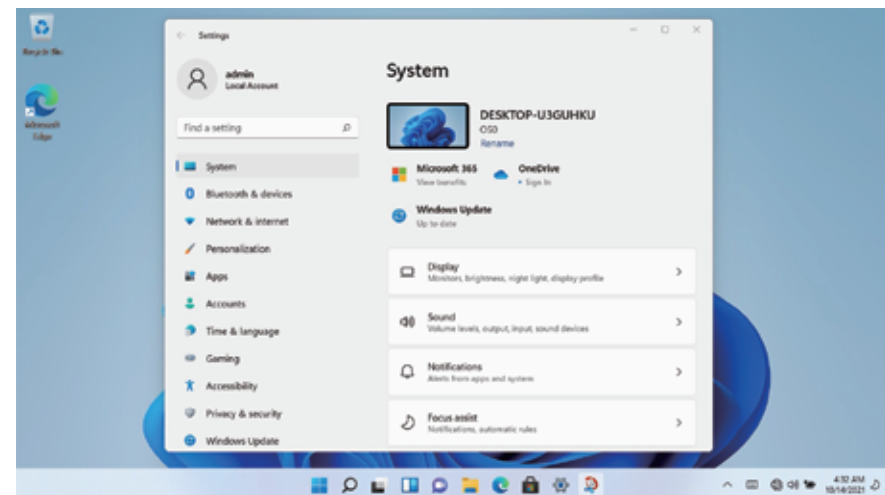 Recycle Bin
Microsoft
Edge
Settings
admin
Local Account
Find a setting
System
Bluetooth & devices
Network & internet
Personalization
Apps
Accounts
Time & language
Gaming
Accessibility
Privacy & security
Windows Update
System
DESKTOP-U3GUHKU
Rename
Microsoft 365
View benefits
OneDrive
• Sign In
Windows Update
Up to date
Display
Monitors, brightness, night light, display profile
Sound
Volume levels, output, input, sound devices
Notifications
Alerts from apps and system
Focus assist
Notifications, automatic rules
4:32 AM
10/14/2021